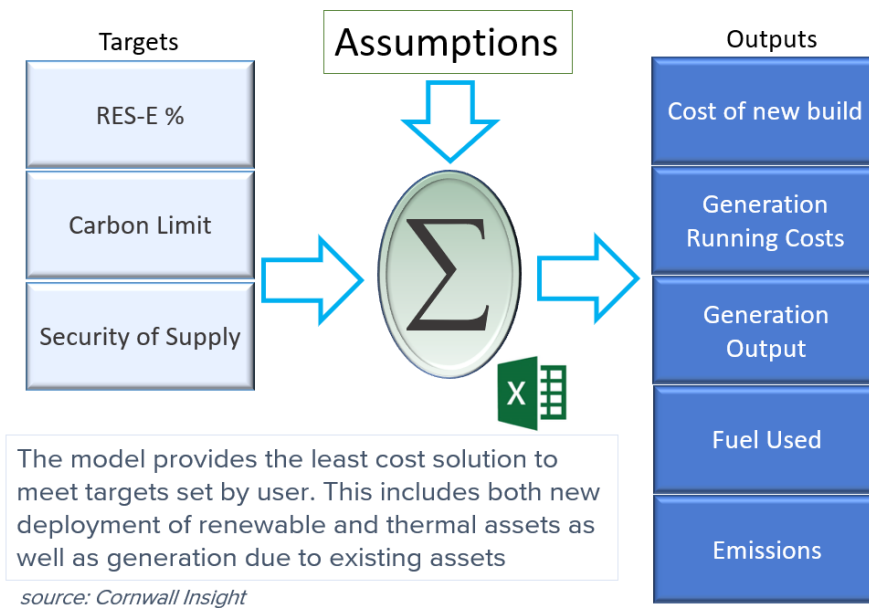 Targets
Assumptions
Outputs
RES-E %
Carbon Limit
Security of Supply
Σ
X
Cost of new build
Generation
Running Costs
Generation
Output
Fuel Used
Emissions
The model provides the least cost solution to
meet targets set by user. This includes both new
deployment of renewable and thermal assets as
well as generation due to existing assets
source: Cornwall Insight